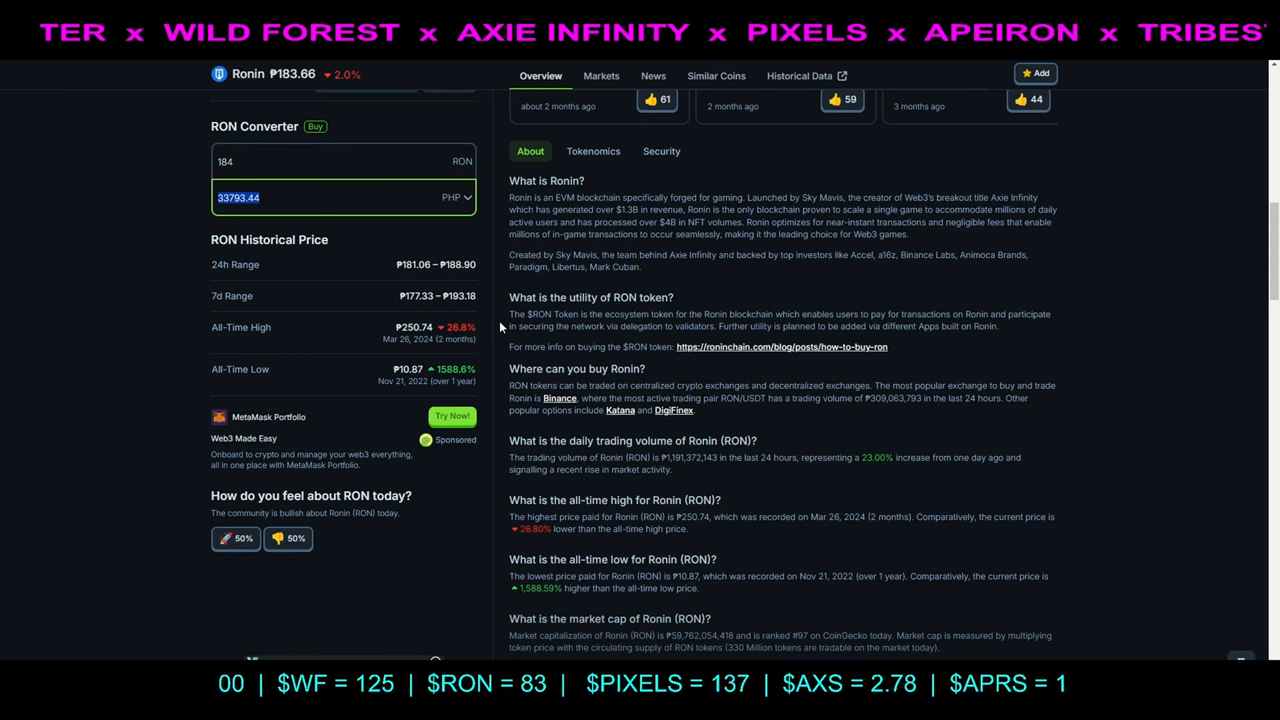 TER x WILD FOREST x AXIE INFINITY x PIXELS x APEIRON x TRIBES
Ronin ₱183.66 ▼ 2.0%
Overview Markets News Similar Coins Historical Data
Add
about 2 months ago 61
2 months ago 59
3 months ago 44
RON Converter Buy
184 RON
33793.44 PHP
RON Historical Price
24h Range ₱181.06 – ₱188.90
7d Range ₱177.33 – ₱193.18
All-Time High ₱250.74 ▼ 26.8%
Mar 26, 2024 (2 months)
All-Time Low ₱10.87 ▲ 1588.6%
Nov 21, 2022 (over 1 year)
MetaMask Portfolio Try Now!
Web3 Made Easy Sponsored
Onboard to crypto and manage your web3 everything,
all in one place with MetaMask Portfolio.
How do you feel about RON today?
The community is bullish about Ronin (RON) today.
50% 50%
About Tokenomics Security
What is Ronin?
Ronin is an EVM blockchain specifically forged for gaming. Launched by Sky Mavis, the creator of Web3's breakout title Axie Infinity
which has generated over $1.3B in revenue, Ronin is the only blockchain proven to scale a single game to accommodate millions of daily
active users and has processed over $4B in NFT volumes. Ronin optimizes for near-instant transactions and negligible fees that enable
millions of in-game transactions to occur seamlessly, making it the leading choice for Web3 games.
Created by Sky Mavis, the team behind Axie Infinity and backed by top investors like Accel, a16z, Binance Labs, Animoca Brands,
Paradigm, Libertus, Mark Cuban.
What is the utility of RON token?
The $RON Token is the ecosystem token for the Ronin blockchain which enables users to pay for transactions on Ronin and participate
in securing the network via delegation to validators. Further utility is planned to be added via different Apps built on Ronin.
For more info on buying the $RON token: https://roninchain.com/blog/posts/how-to-buy-ron
Where can you buy Ronin?
RON tokens can be traded on centralized crypto exchanges and decentralized exchanges. The most popular exchange to buy and trade
Ronin is Binance, where the most active trading pair RON/USDT has a trading volume of ₱309,063,793 in the last 24 hours. Other
popular options include Katana and DigiFinex.
What is the daily trading volume of Ronin (RON)?
The trading volume of Ronin (RON) is ₱1,191,372,143 in the last 24 hours, representing a 23.00% increase from one day ago and
signalling a recent rise in market activity.
What is the all-time high for Ronin (RON)?
The highest price paid for Ronin (RON) is ₱250.74, which was recorded on Mar 26, 2024 (2 months). Comparatively, the current price is
▼ 26.80% lower than the all-time high price.
What is the all-time low for Ronin (RON)?
The lowest price paid for Ronin (RON) is ₱10.87, which was recorded on Nov 21, 2022 (over 1 year). Comparatively, the current price is
▲ 1,588.59% higher than the all-time low price.
What is the market cap of Ronin (RON)?
Market capitalization of Ronin (RON) is ₱59,762,054,418 and is ranked #97 on CoinGecko today. Market cap is measured by multiplying
token price with the circulating supply of RON tokens (330 Million tokens are tradable on the market today).
00 | $WF = 125 | $RON = 83 | $PIXELS = 137 | $AXS = 2.78 | $APRS = 1